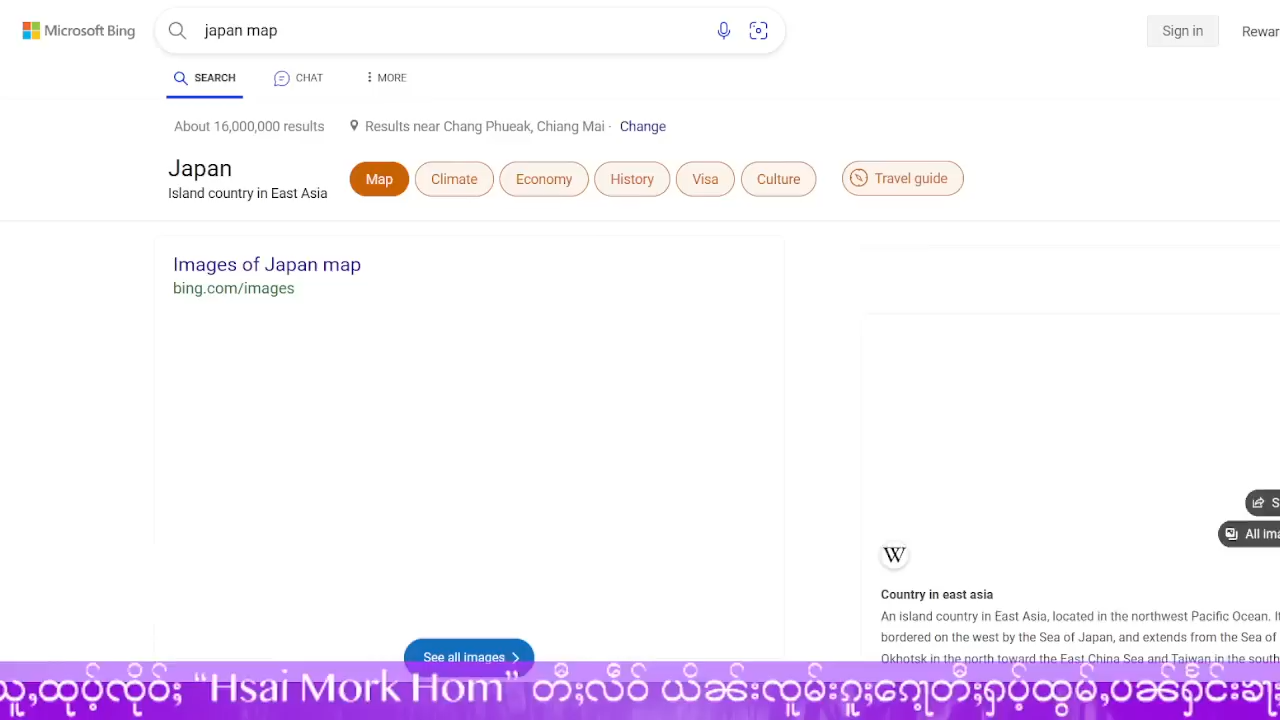 Microsoft Bing
japan map
Sign in
Rewar
SEARCH
CHAT
MORE
About 16,000,000 results
Results near Chang Phueak, Chiang Mai · Change
Japan
Island country in East Asia
Map
Climate
Economy
History
Visa
Culture
Travel guide
Images of Japan map
bing.com/images
See all images
S
All ima
W
Country in east asia
An island country in East Asia, located in the northwest Pacific Ocean. It
bordered on the west by the Sea of Japan, and extends from the Sea of
Okhotsk in the north toward the East China Sea and Taiwan in the south
“Hsai Mork Hom”